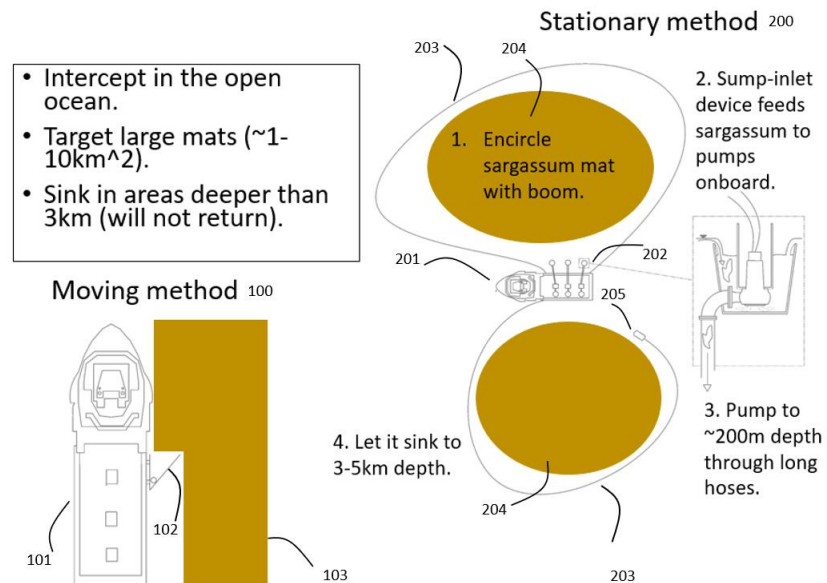 Stationary method 200
203
204
• Intercept in the open
ocean.
• Target large mats (~1-
10km^2).
• Sink in areas deeper than
3km (will not return).
1. Encircle
sargassum mat
with boom.
2. Sump-inlet
device feeds
sargassum to
pumps
onboard.
201
202
Moving method 100
205
3. Pump to
~200m depth
through long
hoses.
4. Let it sink to
3-5km depth.
204
203
101
102
103